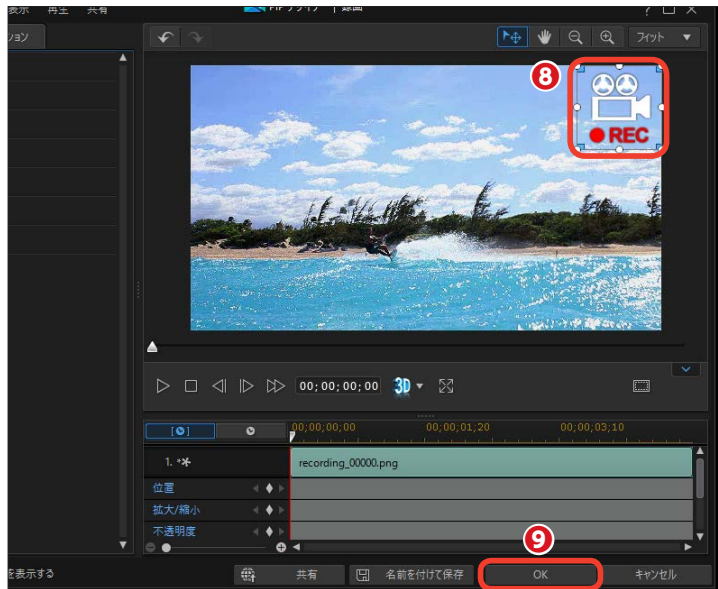 表示 再生 共有
PiP デザイナー | 録画
? □ X
ション
フィット
8
REC
00;00;00;00
3D
00;00;00;00 00;00;01;20 00;00;03;10
1.
recording_00000.png
位置
拡大/縮小
不透明度
9
を表示する
共有
名前を付けて保存
OK
キャンセル